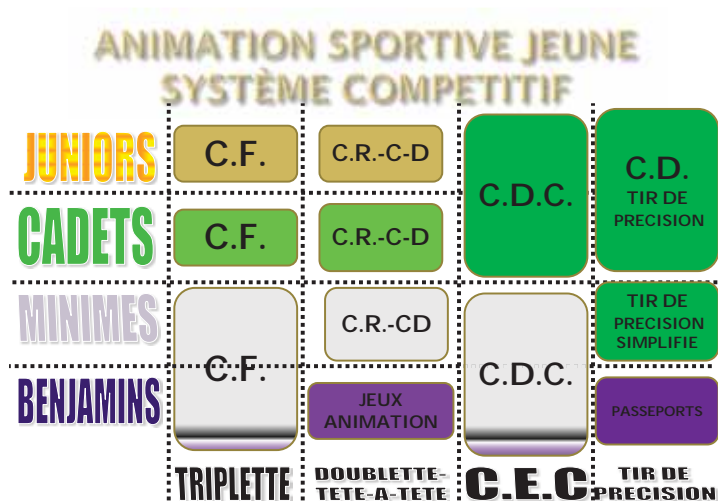 ANIMATION SPORTIVE JEUNE
SYSTÈME COMPETITIF
JUNIORS
C.F.
C.R.-C-D
C.D.C.
C.D.
TIR DE
PRECISION
CADETS
C.F.
C.R.-C-D
MINIMES
C.F.
C.R.-CD
C.D.C.
TIR DE
PRECISION
SIMPLIFIE
BENJAMINS
JEUX
ANIMATION
PASSEPORTS
TRIPLETTE
DOUBLETTE-
TETE-A-TETE
C.E.C
TIR DE
PRECISION